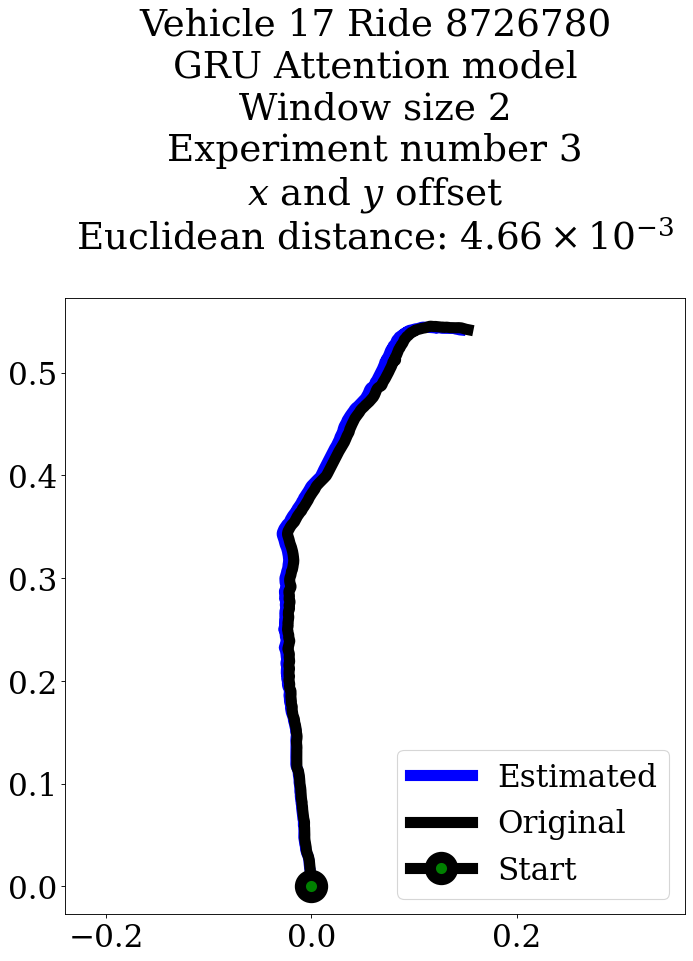 Vehicle 17 Ride 8726780
GRU Attention model
Window size 2
Experiment number 3
x and y offset
Euclidean distance: 4.66 × 10⁻³
0.5
0.4
0.3
0.2
0.1
0.0
−0.2 0.0 0.2
Estimated
Original
Start